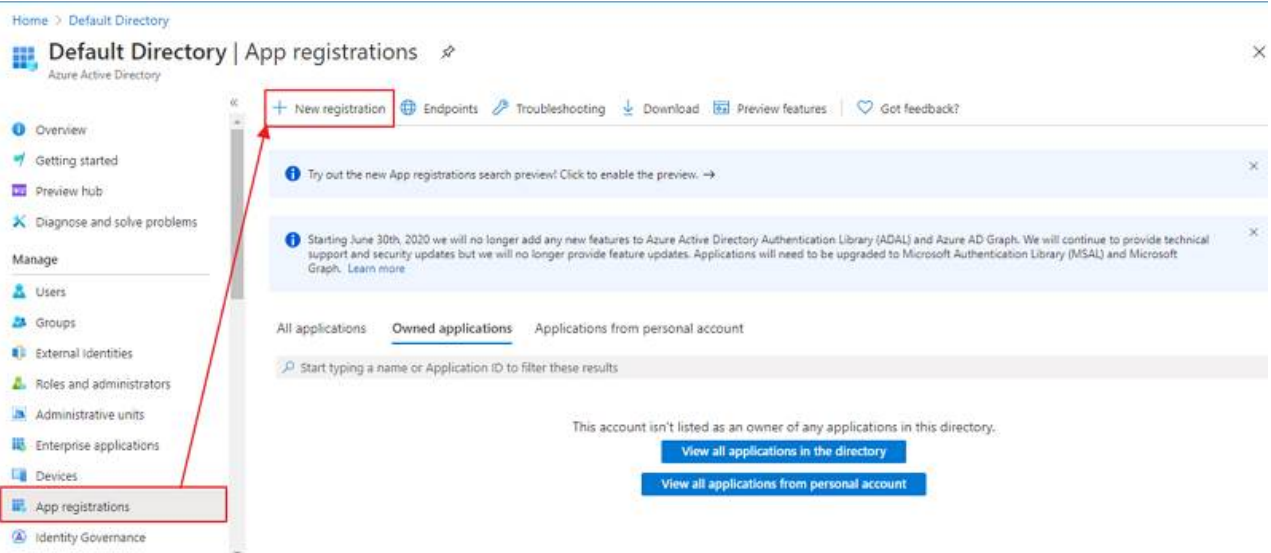 Home > Default Directory
Default Directory | App registrations
Azure Active Directory
New registration
Endpoints
Troubleshooting
Download
Preview features
Got feedback?
Overview
Getting started
Preview hub
Diagnose and solve problems
Manage
Users
Groups
External Identities
Roles and administrators
Administrative units
Enterprise applications
Devices
App registrations
Identity Governance
Try out the new App registrations search preview! Click to enable the preview. →
Starting June 30th, 2020 we will no longer add any new features to Azure Active Directory Authentication Library (ADAL) and Azure AD Graph. We will continue to provide technical
support and security updates but we will no longer provide feature updates. Applications will need to be upgraded to Microsoft Authentication Library (MSAL) and Microsoft
Graph. Learn more
All applications
Owned applications
Applications from personal account
Start typing a name or Application ID to filter these results
This account isn't listed as an owner of any applications in this directory.
View all applications in the directory
View all applications from personal account